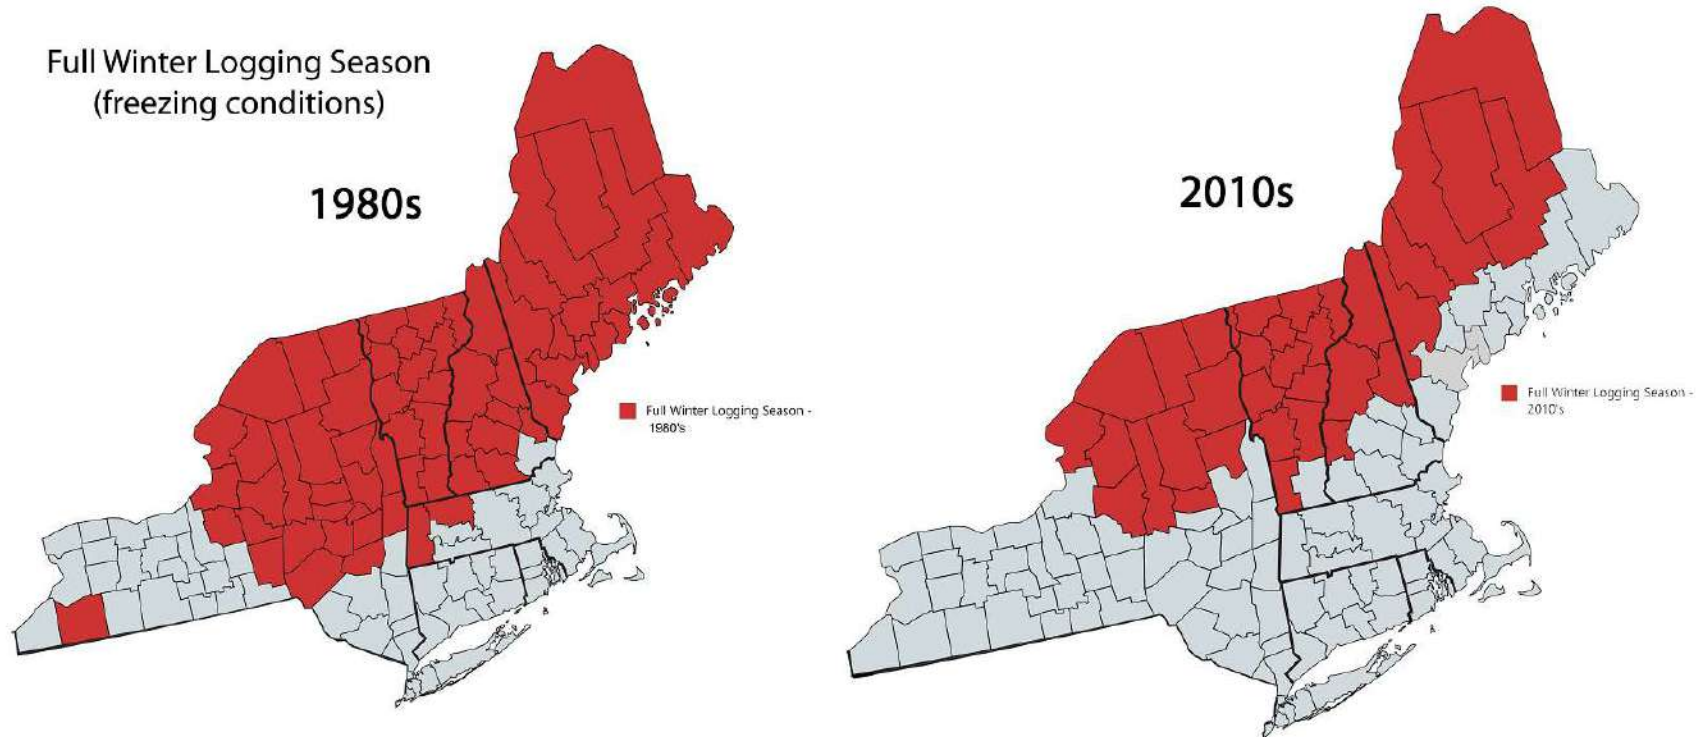 Full Winter Logging Season
(freezing conditions)
1980s
2010s
Full Winter Logging Season -
1980's
Full Winter Logging Season -
2010's